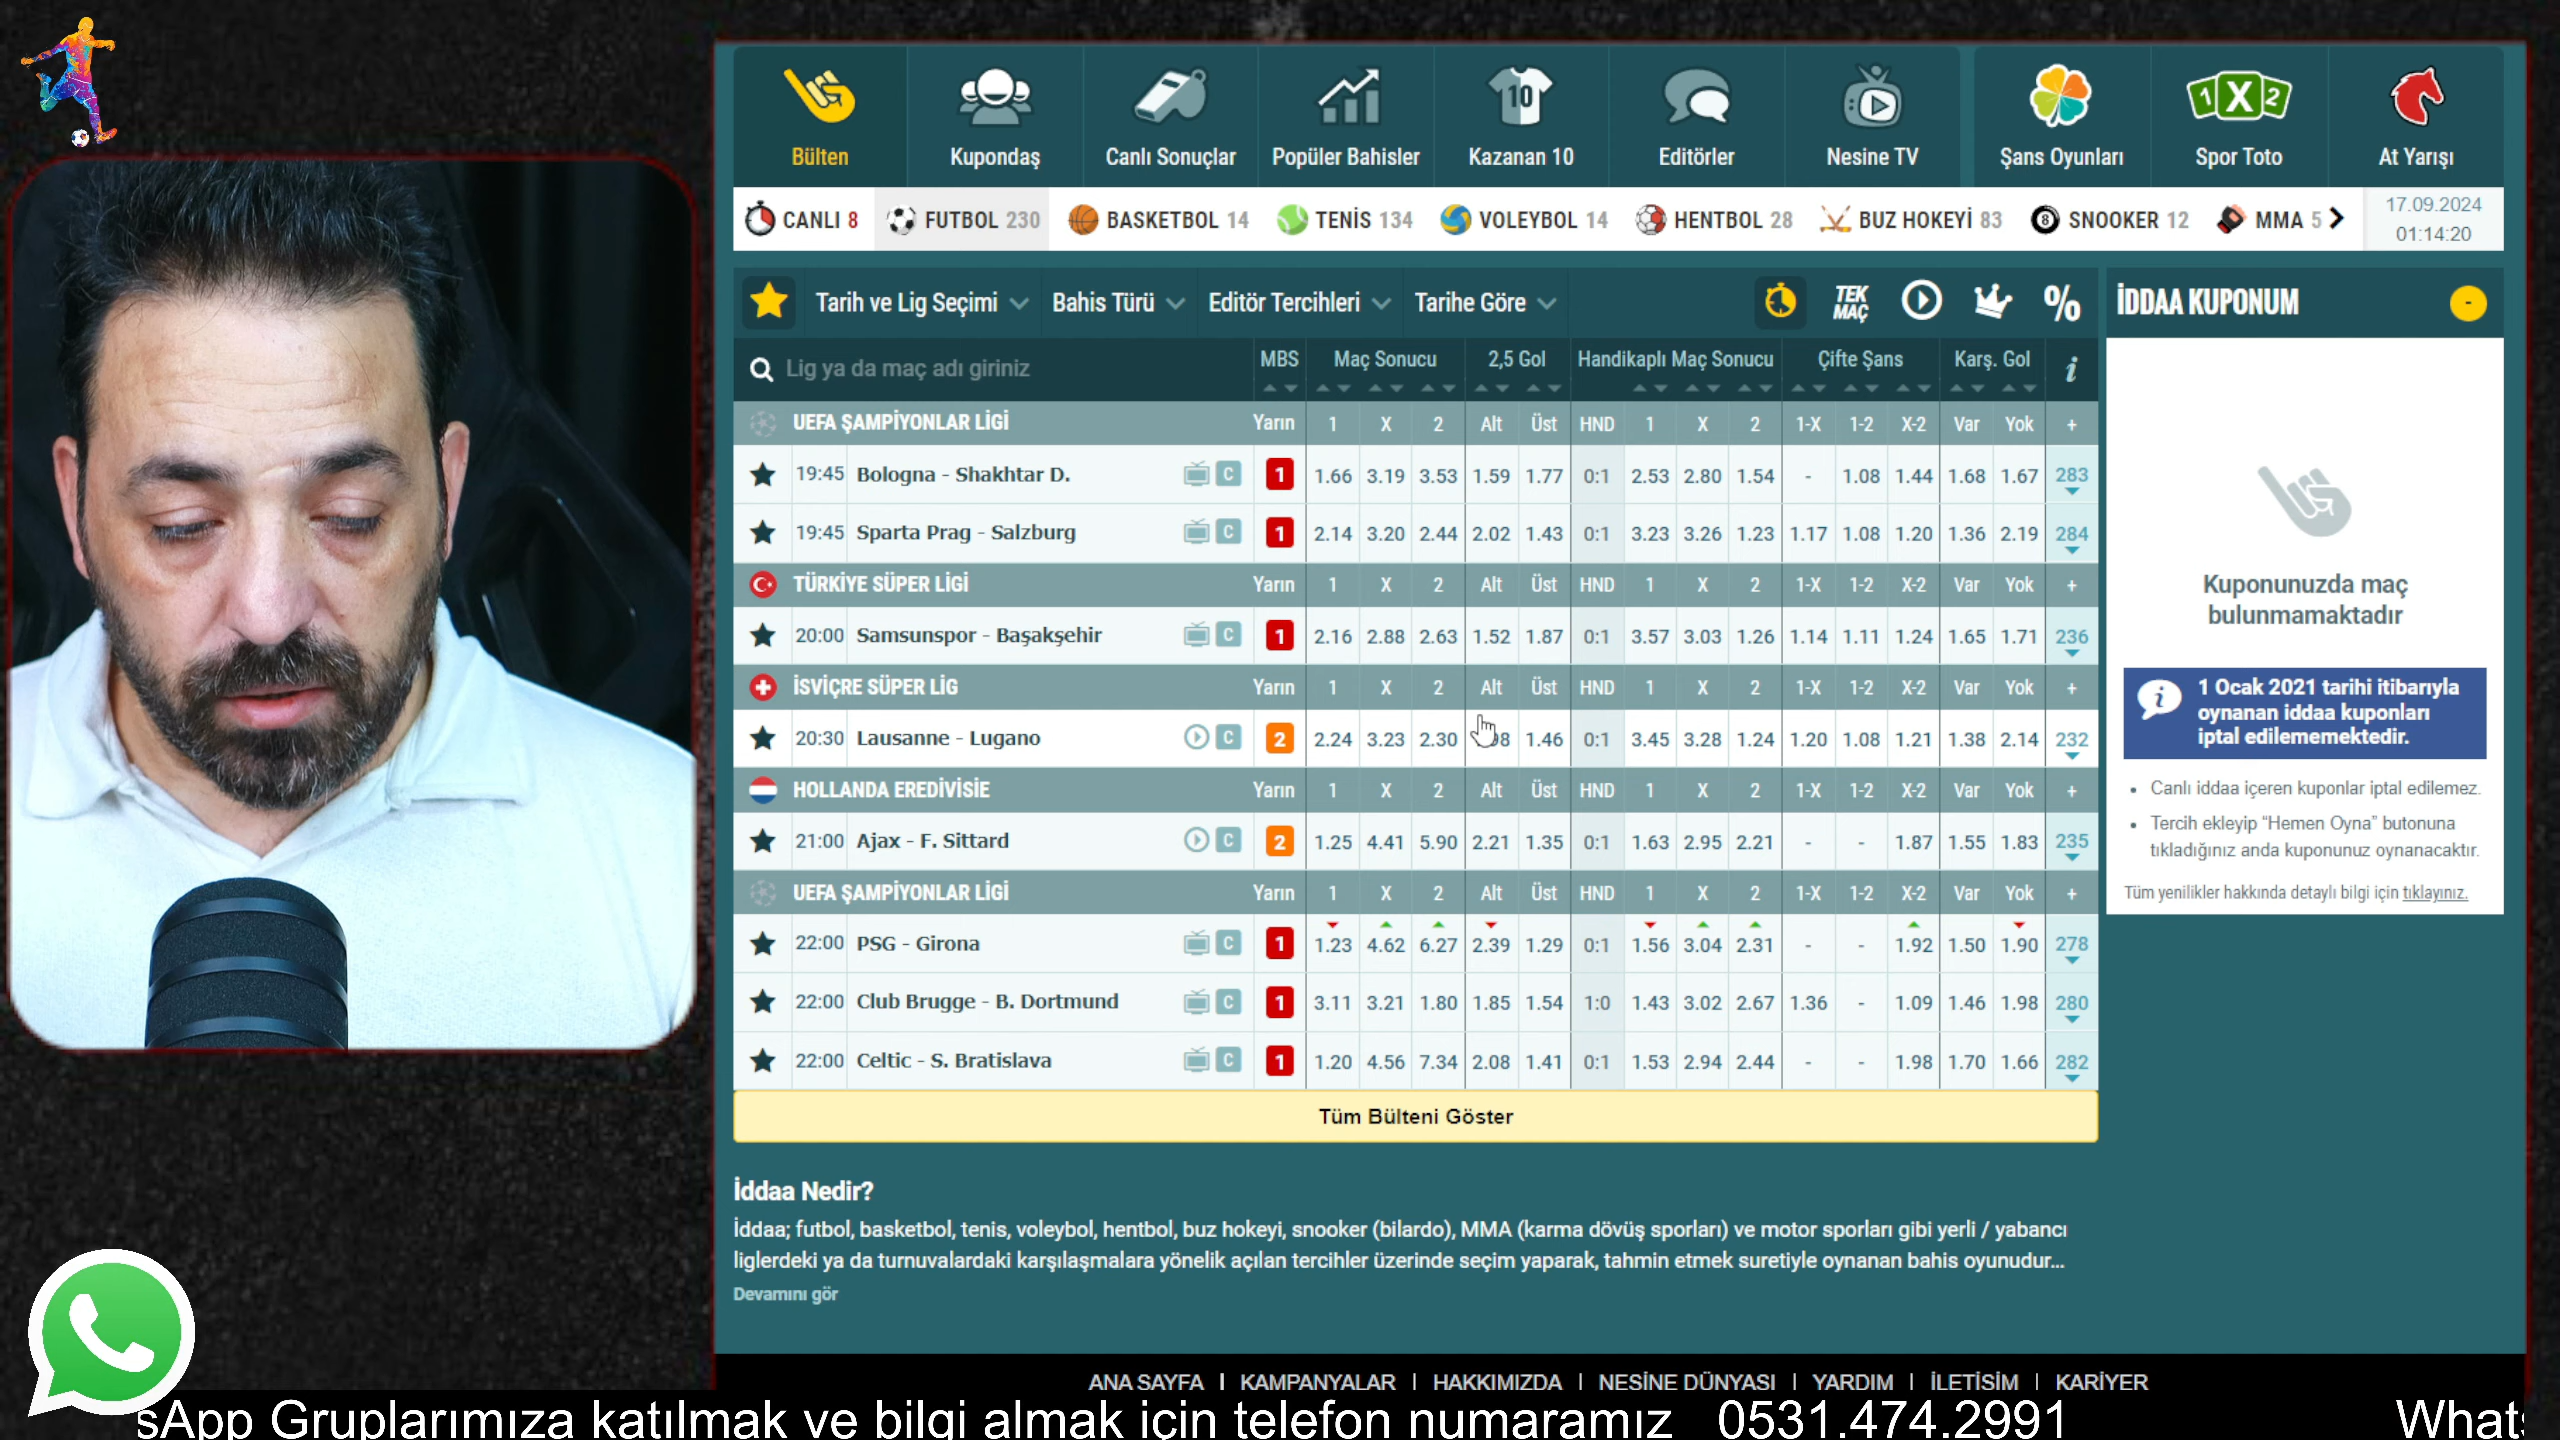 Bülten
Kupondaş
Canlı Sonuçlar
Popüler Bahisler
10
Kazanan 10
Editörler
Nesine TV
Şans Oyunları
1 X 2
Spor Toto
At Yarışı
CANLI 8 FUTBOL 230 BASKETBOL 14 TENİS 134 VOLEYBOL 14 HENTBOL 28 BUZ HOKEYİ 83 SNOOKER 12 MMA 5
17.09.2024
01:14:20
Tarih ve Lig Seçimi Bahis Türü Editör Tercihleri Tarihe Göre TEK MAÇ %
Lig ya da maç adı giriniz MBS Maç Sonucu 2,5 Gol Handikaplı Maç Sonucu Çifte Şans Karş. Gol i
UEFA ŞAMPİYONLAR LİGİ Yarın 1 X 2 Alt Üst HND 1 X 2 1-X 1-2 X-2 Var Yok +
19:45 Bologna - Shakhtar D. C 1 1.66 3.19 3.53 1.59 1.77 0:1 2.53 2.80 1.54 - 1.08 1.44 1.68 1.67 283
19:45 Sparta Prag - Salzburg C 1 2.14 3.20 2.44 2.02 1.43 0:1 3.23 3.26 1.23 1.17 1.08 1.20 1.36 2.19 284
TÜRKİYE SÜPER LİGİ Yarın 1 X 2 Alt Üst HND 1 X 2 1-X 1-2 X-2 Var Yok +
20:00 Samsunspor - Başakşehir C 1 2.16 2.88 2.63 1.52 1.87 0:1 3.57 3.03 1.26 1.14 1.11 1.24 1.65 1.71 236
İSVİÇRE SÜPER LİG Yarın 1 X 2 Alt Üst HND 1 X 2 1-X 1-2 X-2 Var Yok +
20:30 Lausanne - Lugano C 2 2.24 3.23 2.30 1.46 0:1 3.45 3.28 1.24 1.20 1.08 1.21 1.38 2.14 232
HOLLANDA EREDİVİSİE Yarın 1 X 2 Alt Üst HND 1 X 2 1-X 1-2 X-2 Var Yok +
21:00 Ajax - F. Sittard C 2 1.25 4.41 5.90 2.21 1.35 0:1 1.63 2.95 2.21 - - 1.87 1.55 1.83 235
UEFA ŞAMPİYONLAR LİGİ Yarın 1 X 2 Alt Üst HND 1 X 2 1-X 1-2 X-2 Var Yok +
22:00 PSG - Girona C 1 1.23 4.62 6.27 2.39 1.29 0:1 1.56 3.04 2.31 - - 1.92 1.50 1.90 278
22:00 Club Brugge - B. Dortmund C 1 3.11 3.21 1.80 1.85 1.54 1:0 1.43 3.02 2.67 1.36 - 1.09 1.46 1.98 280
22:00 Celtic - S. Bratislava C 1 1.20 4.56 7.34 2.08 1.41 0:1 1.53 2.94 2.44 - - 1.98 1.70 1.66 282
Tüm Bülteni Göster
İDDAA KUPONUM -
Kuponunuzda maç
bulunmamaktadır
1 Ocak 2021 tarihi itibarıyla
oynanan iddaa kuponları
iptal edilememektedir.
• Canlı iddaa içeren kuponlar iptal edilemez.
• Tercih ekleyip “Hemen Oyna” butonuna
tıkladığınız anda kuponunuz oynanacaktır.
Tüm yenilikler hakkında detaylı bilgi için tıklayınız.
İddaa Nedir?
İddaa; futbol, basketbol, tenis, voleybol, hentbol, buz hokeyi, snooker (bilardo), MMA (karma dövüş sporları) ve motor sporları gibi yerli / yabancı
liglerdeki ya da turnuvalardaki karşılaşmalara yönelik açılan tercihler üzerinde seçim yaparak, tahmin etmek suretiyle oynanan bahis oyunudur...
Devamını gör
ANA SAYFA | KAMPANYALAR | HAKKIMIZDA | NESİNE DÜNYASI | YARDIM | İLETİSİM | KARİYER
sApp Gruplarımıza katılmak ve bilgi almak için telefon numaramız 0531.474.2991 Whats